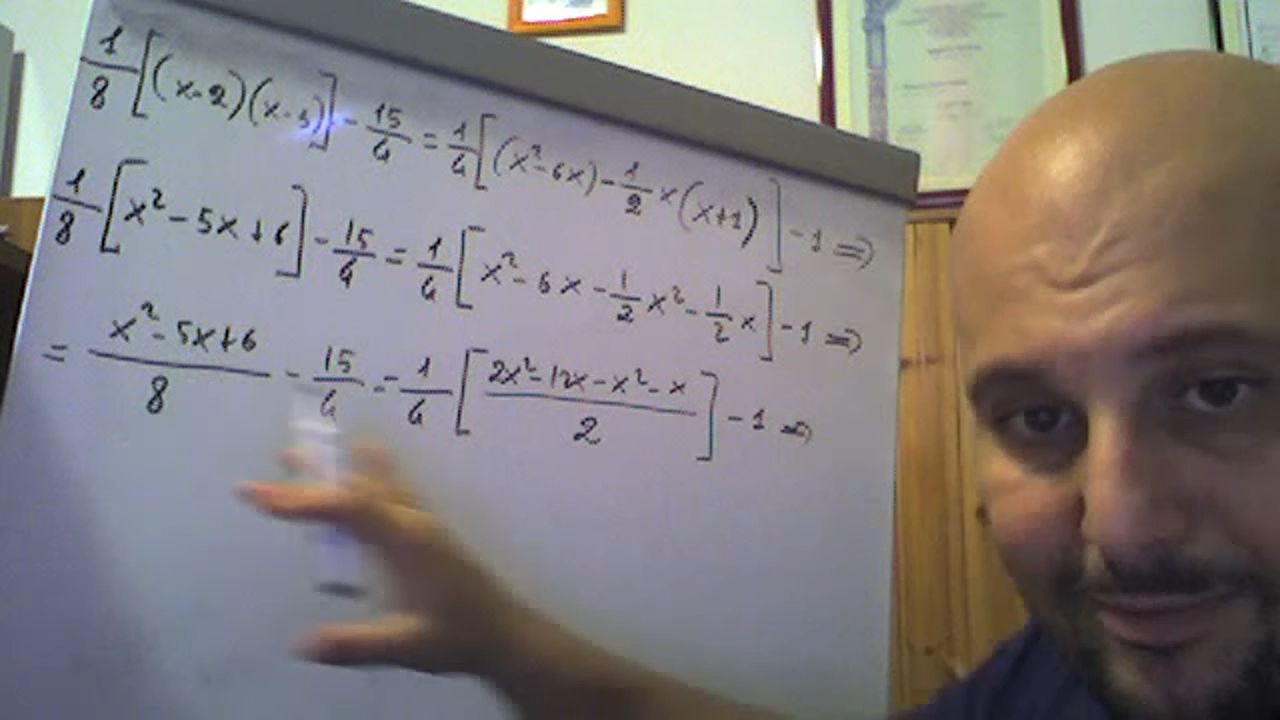 1/8 [(x-2)(x-3)] - 15/4 = 1/4 [(x²-6x) - 1/2 x(x+1)] - 1 ⇒
1/8 [x² - 5x + 6] - 15/4 = 1/4 [x² - 6x - 1/2 x² - 1/2 x] - 1 ⇒
= x² - 5x + 6 / 8 - 15/4 = 1/4 [2x² - 12x - x² - x / 2] - 1 ⇒